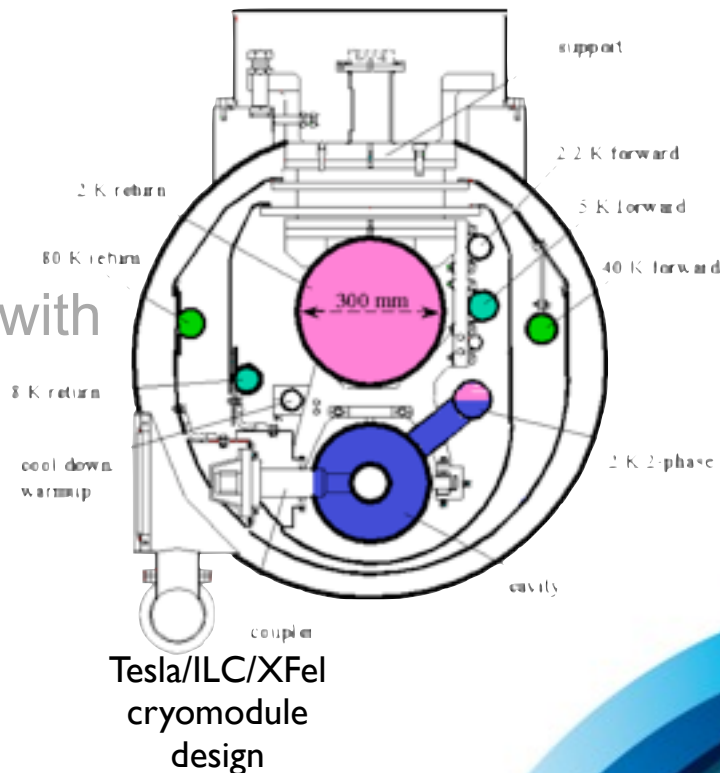 support
2.2 K forward
2 K return
5 K forward
80 K return
40 K forward
300 mm
with
8 K return
cool down
warmup
2 K 2-phase
cavity
coupler
Tesla/ILC/XFel
cryomodule
design